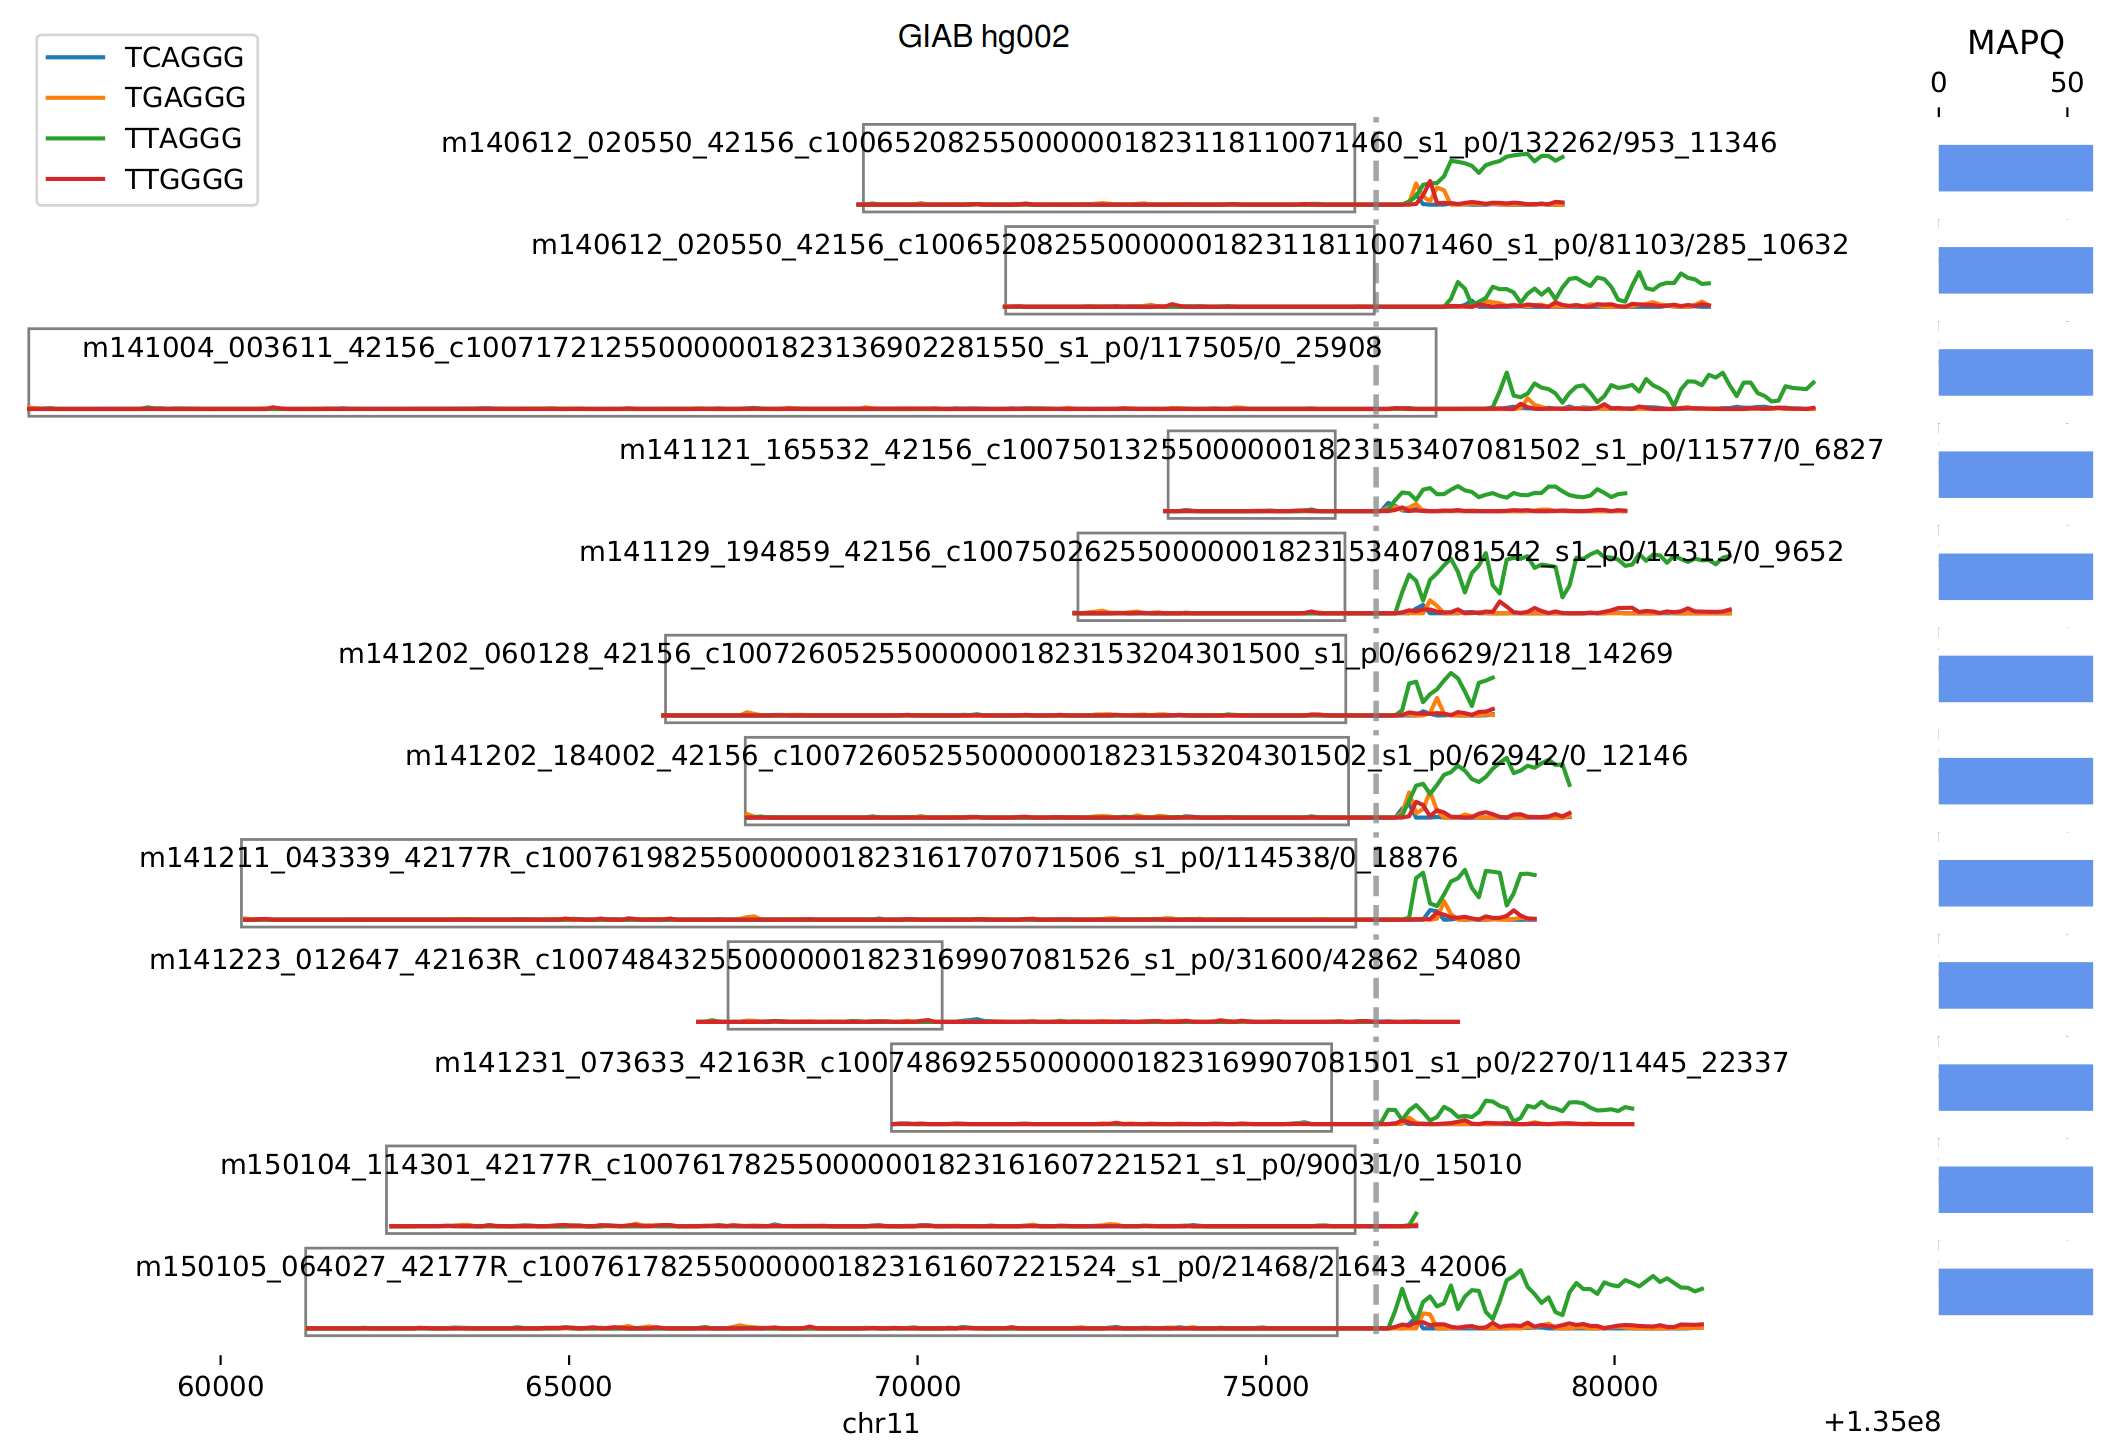 GIAB hg002
MAPQ
0 50
TCAGGG
TGAGGG
TTAGGG
TTGGGG
m140612_020550_42156_c100652082550000001823118110071460_s1_p0/132262/953_11346
m140612_020550_42156_c100652082550000001823118110071460_s1_p0/81103/285_10632
m141004_003611_42156_c100717212550000001823136902281550_s1_p0/117505/0_25908
m141121_165532_42156_c100750132550000001823153407081502_s1_p0/11577/0_6827
m141129_194859_42156_c100750262550000001823153407081542_s1_p0/14315/0_9652
m141202_060128_42156_c100726052550000001823153204301500_s1_p0/66629/2118_14269
m141202_184002_42156_c100726052550000001823153204301502_s1_p0/62942/0_12146
m141211_043339_42177R_c100761982550000001823161707071506_s1_p0/114538/0_18876
m141223_012647_42163R_c100748432550000001823169907081526_s1_p0/31600/42862_54080
m141231_073633_42163R_c100748692550000001823169907081501_s1_p0/2270/11445_22337
m150104_114301_42177R_c100761782550000001823161607221521_s1_p0/90031/0_15010
m150105_064027_42177R_c100761782550000001823161607221524_s1_p0/21468/21643_42006
60000 65000 70000 75000 80000
chr11
+1.35e8